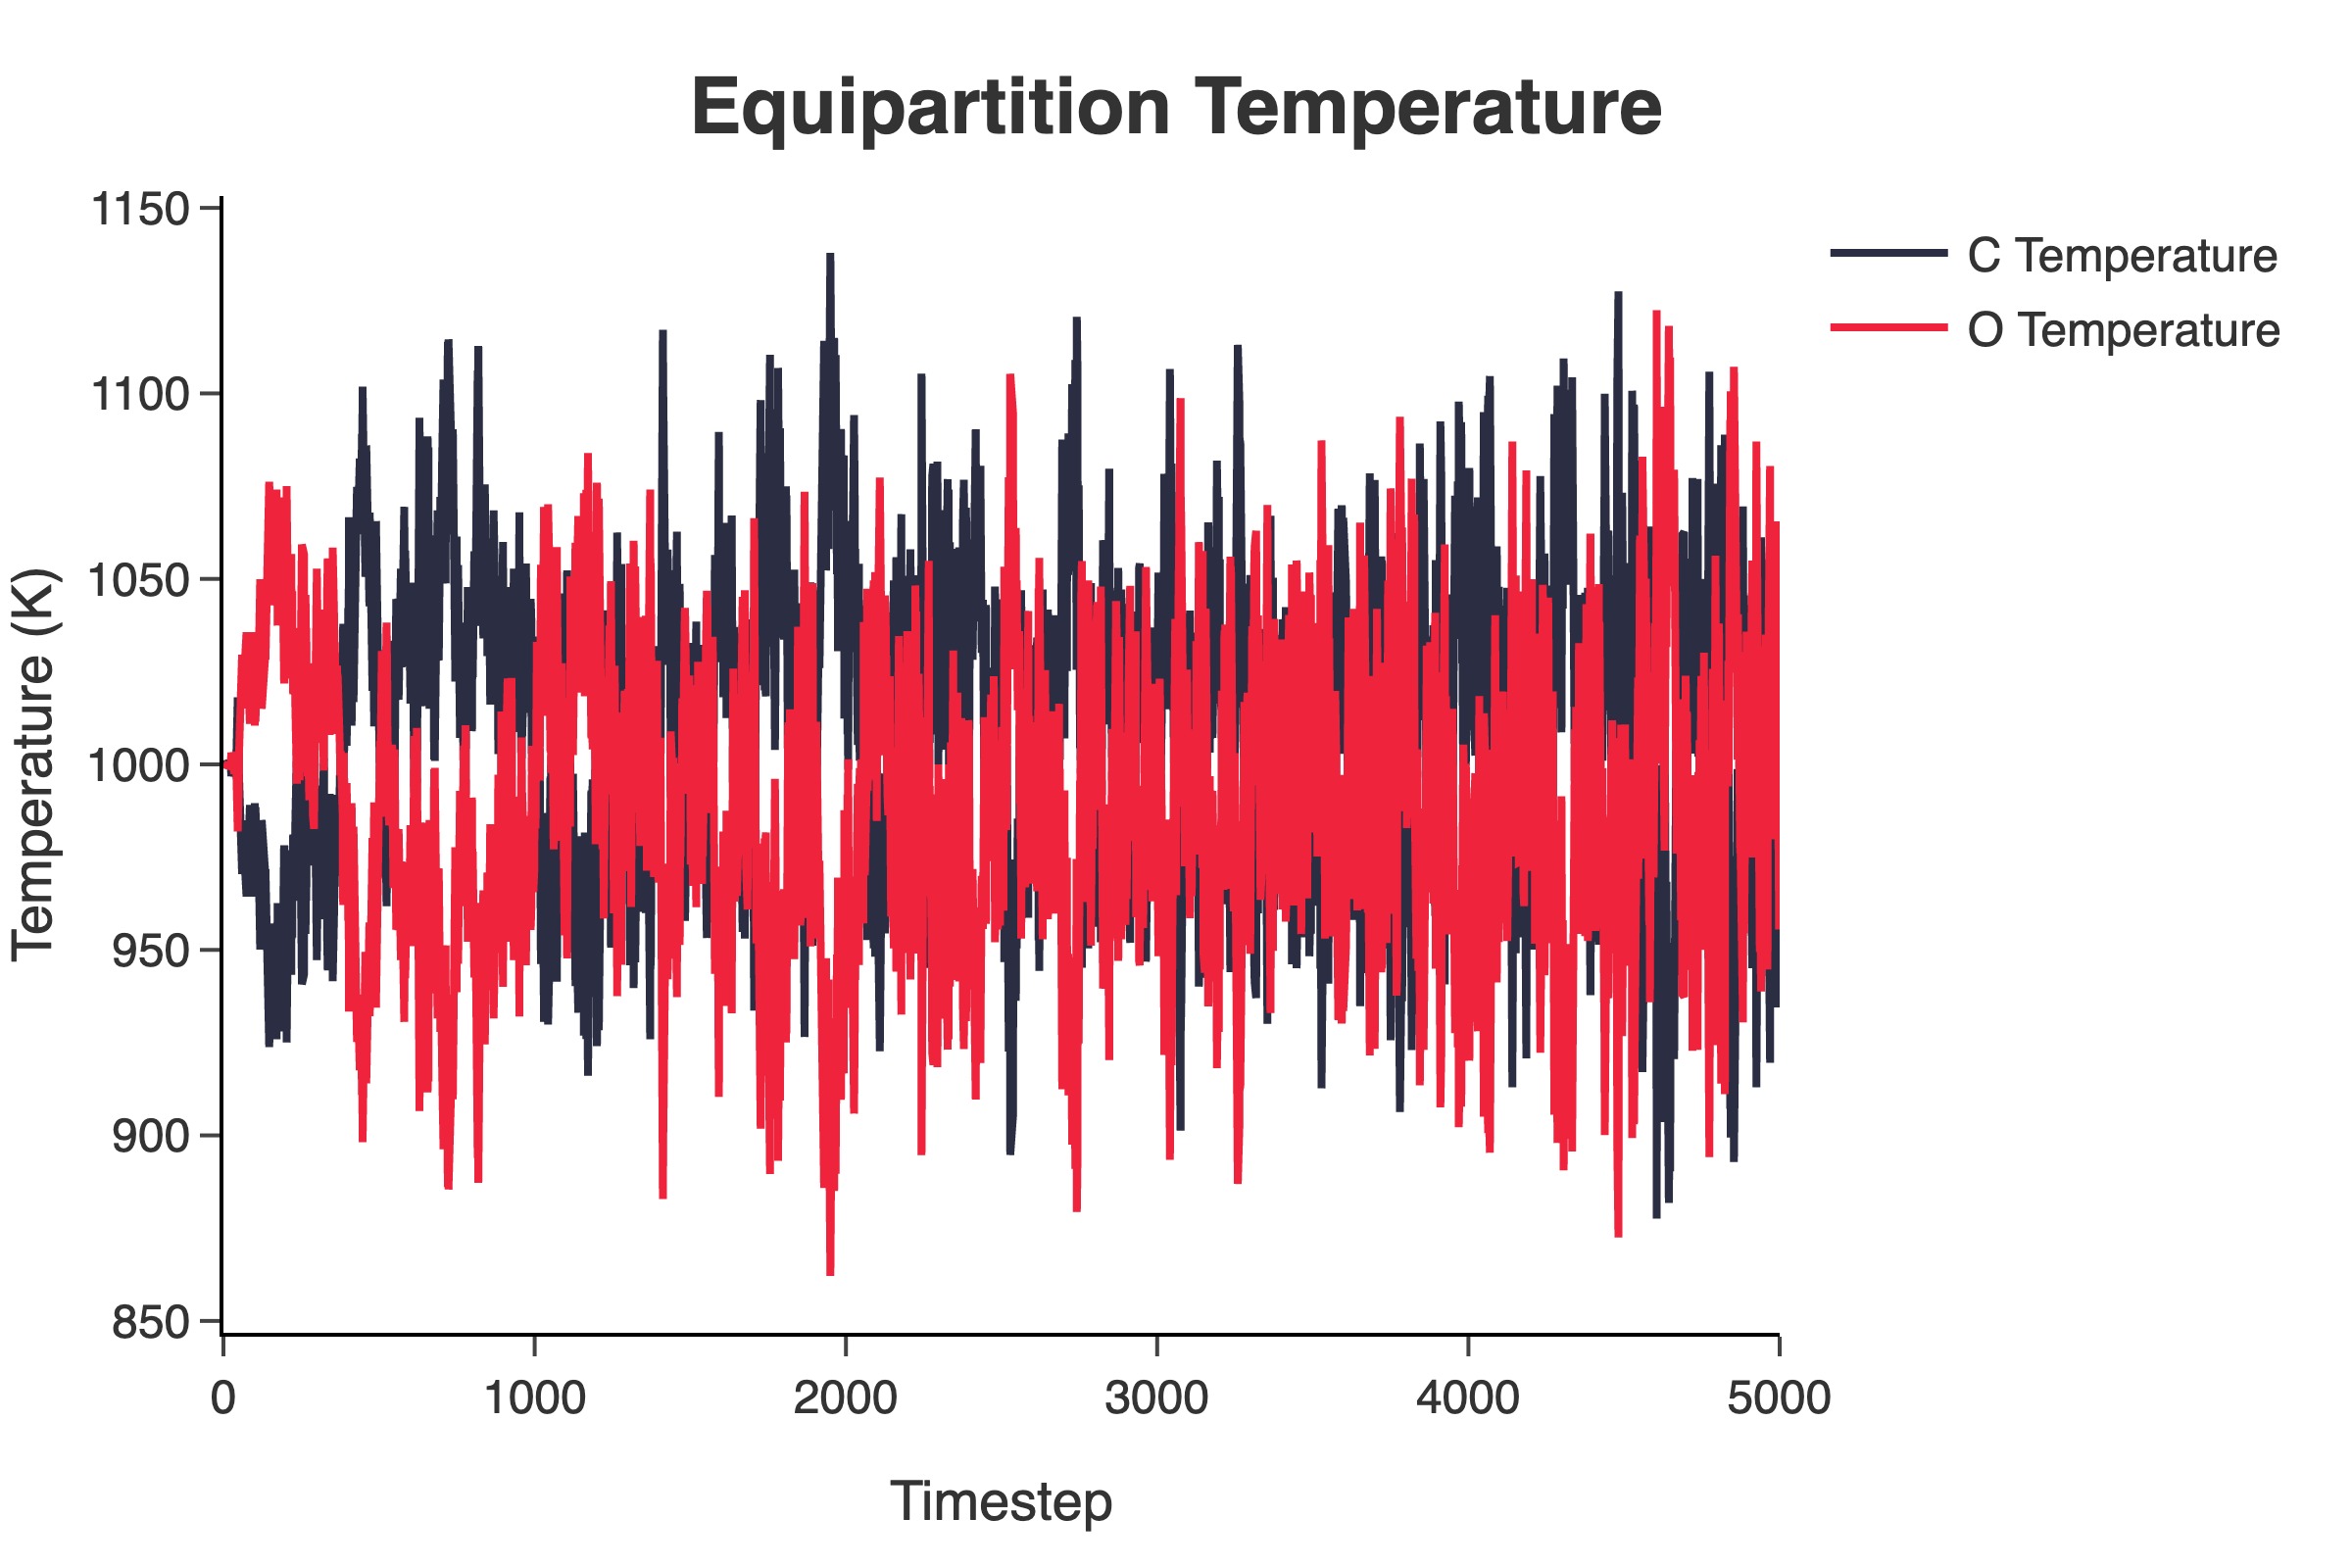 Equipartition Temperature
1150
1100
1050
1000
950
900
850
Temperature (K)
0 1000 2000 3000 4000 5000
Timestep
C Temperature
O Temperature